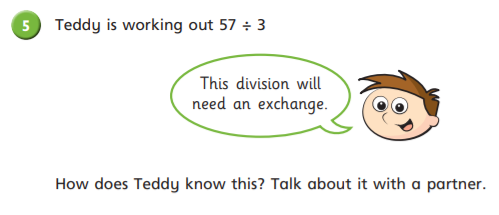 5 Teddy is working out 57 ÷ 3
This division will
need an exchange.
How does Teddy know this? Talk about it with a partner.